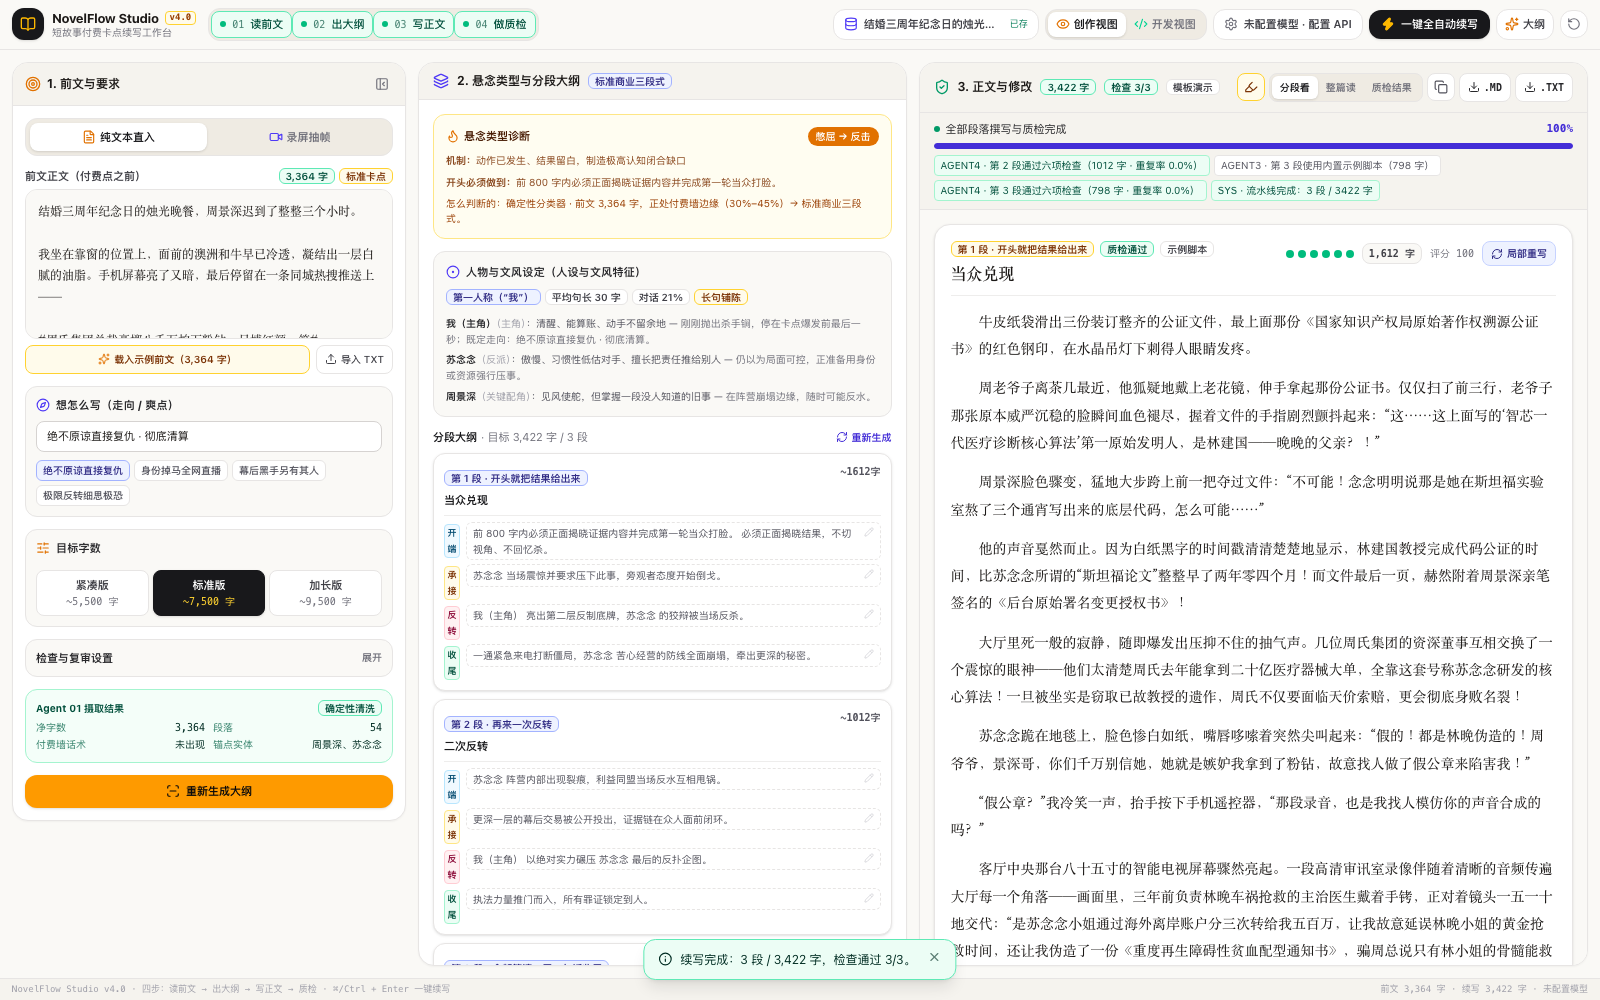 NovelFlow Studio v4.0
短故事付费卡点续写工作台
01 读前文 02 出大纲 03 写正文 04 做质检
结婚三周年纪念日的烛光... 已存
创作视图 开发视图
未配置模型 · 配置 API
一键全自动续写
大纲
1. 前文与要求
纯文本直入 录屏抽帧
前文正文（付费点之前） 3,364 字 标准卡点
结婚三周年纪念日的烛光晚餐，周景深迟到了整整三个小时。
我坐在靠窗的位置上，面前的澳洲和牛早已冷透，凝结出一层白
腻的油脂。手机屏幕亮了又暗，最后停留在一条同城热搜推送上
——
载入示例前文（3,364 字） 导入 TXT
想怎么写（走向 / 爽点）
绝不原谅直接复仇 · 彻底清算
绝不原谅直接复仇 身份掉马全网直播 幕后黑手另有其人
极限反转细思极恐
目标字数
紧凑版 标准版 加长版
~5,500 字 ~7,500 字 ~9,500 字
检查与复审设置 展开
Agent 01 摄取结果 确定性清洗
净字数 3,364 段落 54
付费墙话术 未出现 锚点实体 周景深、苏念念
重新生成大纲
2. 悬念类型与分段大纲 标准商业三段式
悬念类型诊断 憋屈 → 反击
机制：动作已发生、结果留白，制造极高认知闭合缺口
开头必须做到：前 800 字内必须正面揭晓证据内容并完成第一轮当众打脸。
怎么判断的：确定性分类器 · 前文 3,364 字，正处付费墙边缘（30%–45%）→ 标准商业三段
式。
人物与文风设定（人设与文风特征）
第一人称（“我”） 平均句长 30 字 对话 21% 长句铺陈
我（主角）（主角）：清醒、能算账、动手不留余地 — 刚刚抛出杀手锏，停在卡点爆发前最后一
秒；既定走向：绝不原谅直接复仇 · 彻底清算。
苏念念（反派）：傲慢、习惯性低估对手、擅长把责任推给别人 — 仍以为局面可控，正准备用身份
或资源强行压事。
周景深（关键配角）：见风使舵，但掌握一段没人知道的旧事 — 在阵营崩塌边缘，随时可能反水。
分段大纲 · 目标 3,422 字 / 3 段 重新生成
第 1 段 · 开头就把结果给出来 ~1612字
当众兑现
开端 前 800 字内必须正面揭晓证据内容并完成第一轮当众打脸。 必须正面揭晓结果，不切
视角、不回忆杀。
承接 苏念念 当场震惊并要求压下此事，旁观者态度开始倒戈。
反转 我（主角） 亮出第二层反制底牌，苏念念 的狡辩被当场反杀。
收尾 一通紧急来电打断僵局，苏念念 苦心经营的防线全面崩塌，牵出更深的秘密。
第 2 段 · 再来一次反转 ~1012字
二次反转
开端 苏念念 阵营内部出现裂痕，利益同盟当场反水互相甩锅。
承接 更深一层的幕后交易被公开投出，证据链在众人面前闭环。
反转 我（主角） 以绝对实力碾压 苏念念 最后的反扑企图。
收尾 执法力量推门而入，所有罪证锁定到人。
3. 正文与修改 3,422 字 检查 3/3 模板演示
分段看 整篇读 质检结果 .MD .TXT
全部段落撰写与质检完成 100%
AGENT4 · 第 2 段通过六项检查（1012 字 · 重复率 0.0%） AGENT3 · 第 3 段使用内置示例脚本（798 字）
AGENT4 · 第 3 段通过六项检查（798 字 · 重复率 0.0%） SYS · 流水线完成：3 段 / 3422 字
第 1 段 · 开头就把结果给出来 质检通过 示例脚本 1,612 字 评分 100 局部重写
当众兑现
牛皮纸袋滑出三份装订整齐的公证文件，最上面那份《国家知识产权局原始著作权溯源公证
书》的红色钢印，在水晶吊灯下刺得人眼睛发疼。
周老爷子离茶几最近，他狐疑地戴上老花镜，伸手拿起那份公证书。仅仅扫了前三行，老爷子
那张原本威严沉稳的脸瞬间血色褪尽，握着文件的手指剧烈颤抖起来：“这……这上面写的‘智芯一
代医疗诊断核心算法’第一原始发明人，是林建国——晚晚的父亲？！”
周景深脸色骤变，猛地大步跨上前一把夺过文件：“不可能！念念明明说那是她在斯坦福实验
室熬了三个通宵写出来的底层代码，怎么可能……”
他的声音戛然而止。因为白纸黑字的时间戳清清楚楚地显示，林建国教授完成代码公证的时
间，比苏念念所谓的“斯坦福论文”整整早了两年零四个月！而文件最后一页，赫然附着周景深亲笔
签名的《后台原始署名变更授权书》！
大厅里死一般的寂静，随即爆发出压抑不住的抽气声。几位周氏集团的资深董事互相交换了一
个震惊的眼神——他们太清楚周氏去年能拿到二十亿医疗器械大单，全靠这套号称苏念念研发的核
心算法！一旦被坐实是窃取已故教授的遗作，周氏不仅要面临天价索赔，更会彻底身败名裂！
苏念念跪在地毯上，脸色惨白如纸，嘴唇哆嗦着突然尖叫起来：“假的！都是林晚伪造的！周
爷爷，景深哥，你们千万别信她，她就是嫉妒我拿到了粉钻，故意找人做了假公章来陷害我！”
“假公章？”我冷笑一声，抬手按下手机遥控器，“那段录音，也是我找人模仿你的声音合成的
吗？”
客厅中央那台八十五寸的智能电视屏幕骤然亮起。一段高清审讯室录像伴随着清晰的音频传遍
大厅每一个角落——画面里，三年前负责林晚车祸抢救的主治医生戴着手铐，正对着镜头一五一十
地交代：“是苏念念小姐通过海外离岸账户分三次转给我五百万，让我故意延误林晚小姐的黄金抢
救时间，还让我伪造了一份《重度再生障碍性贫血配型通知书》，骗周总说只有林小姐的骨髓能救
续写完成：3 段 / 3,422 字，检查通过 3/3。
NovelFlow Studio v4.0 · 四步：读前文 → 出大纲 → 写正文 → 质检 · ⌘/Ctrl + Enter 一键续写
前文 3,364 字 · 续写 3,422 字 · 未配置模型